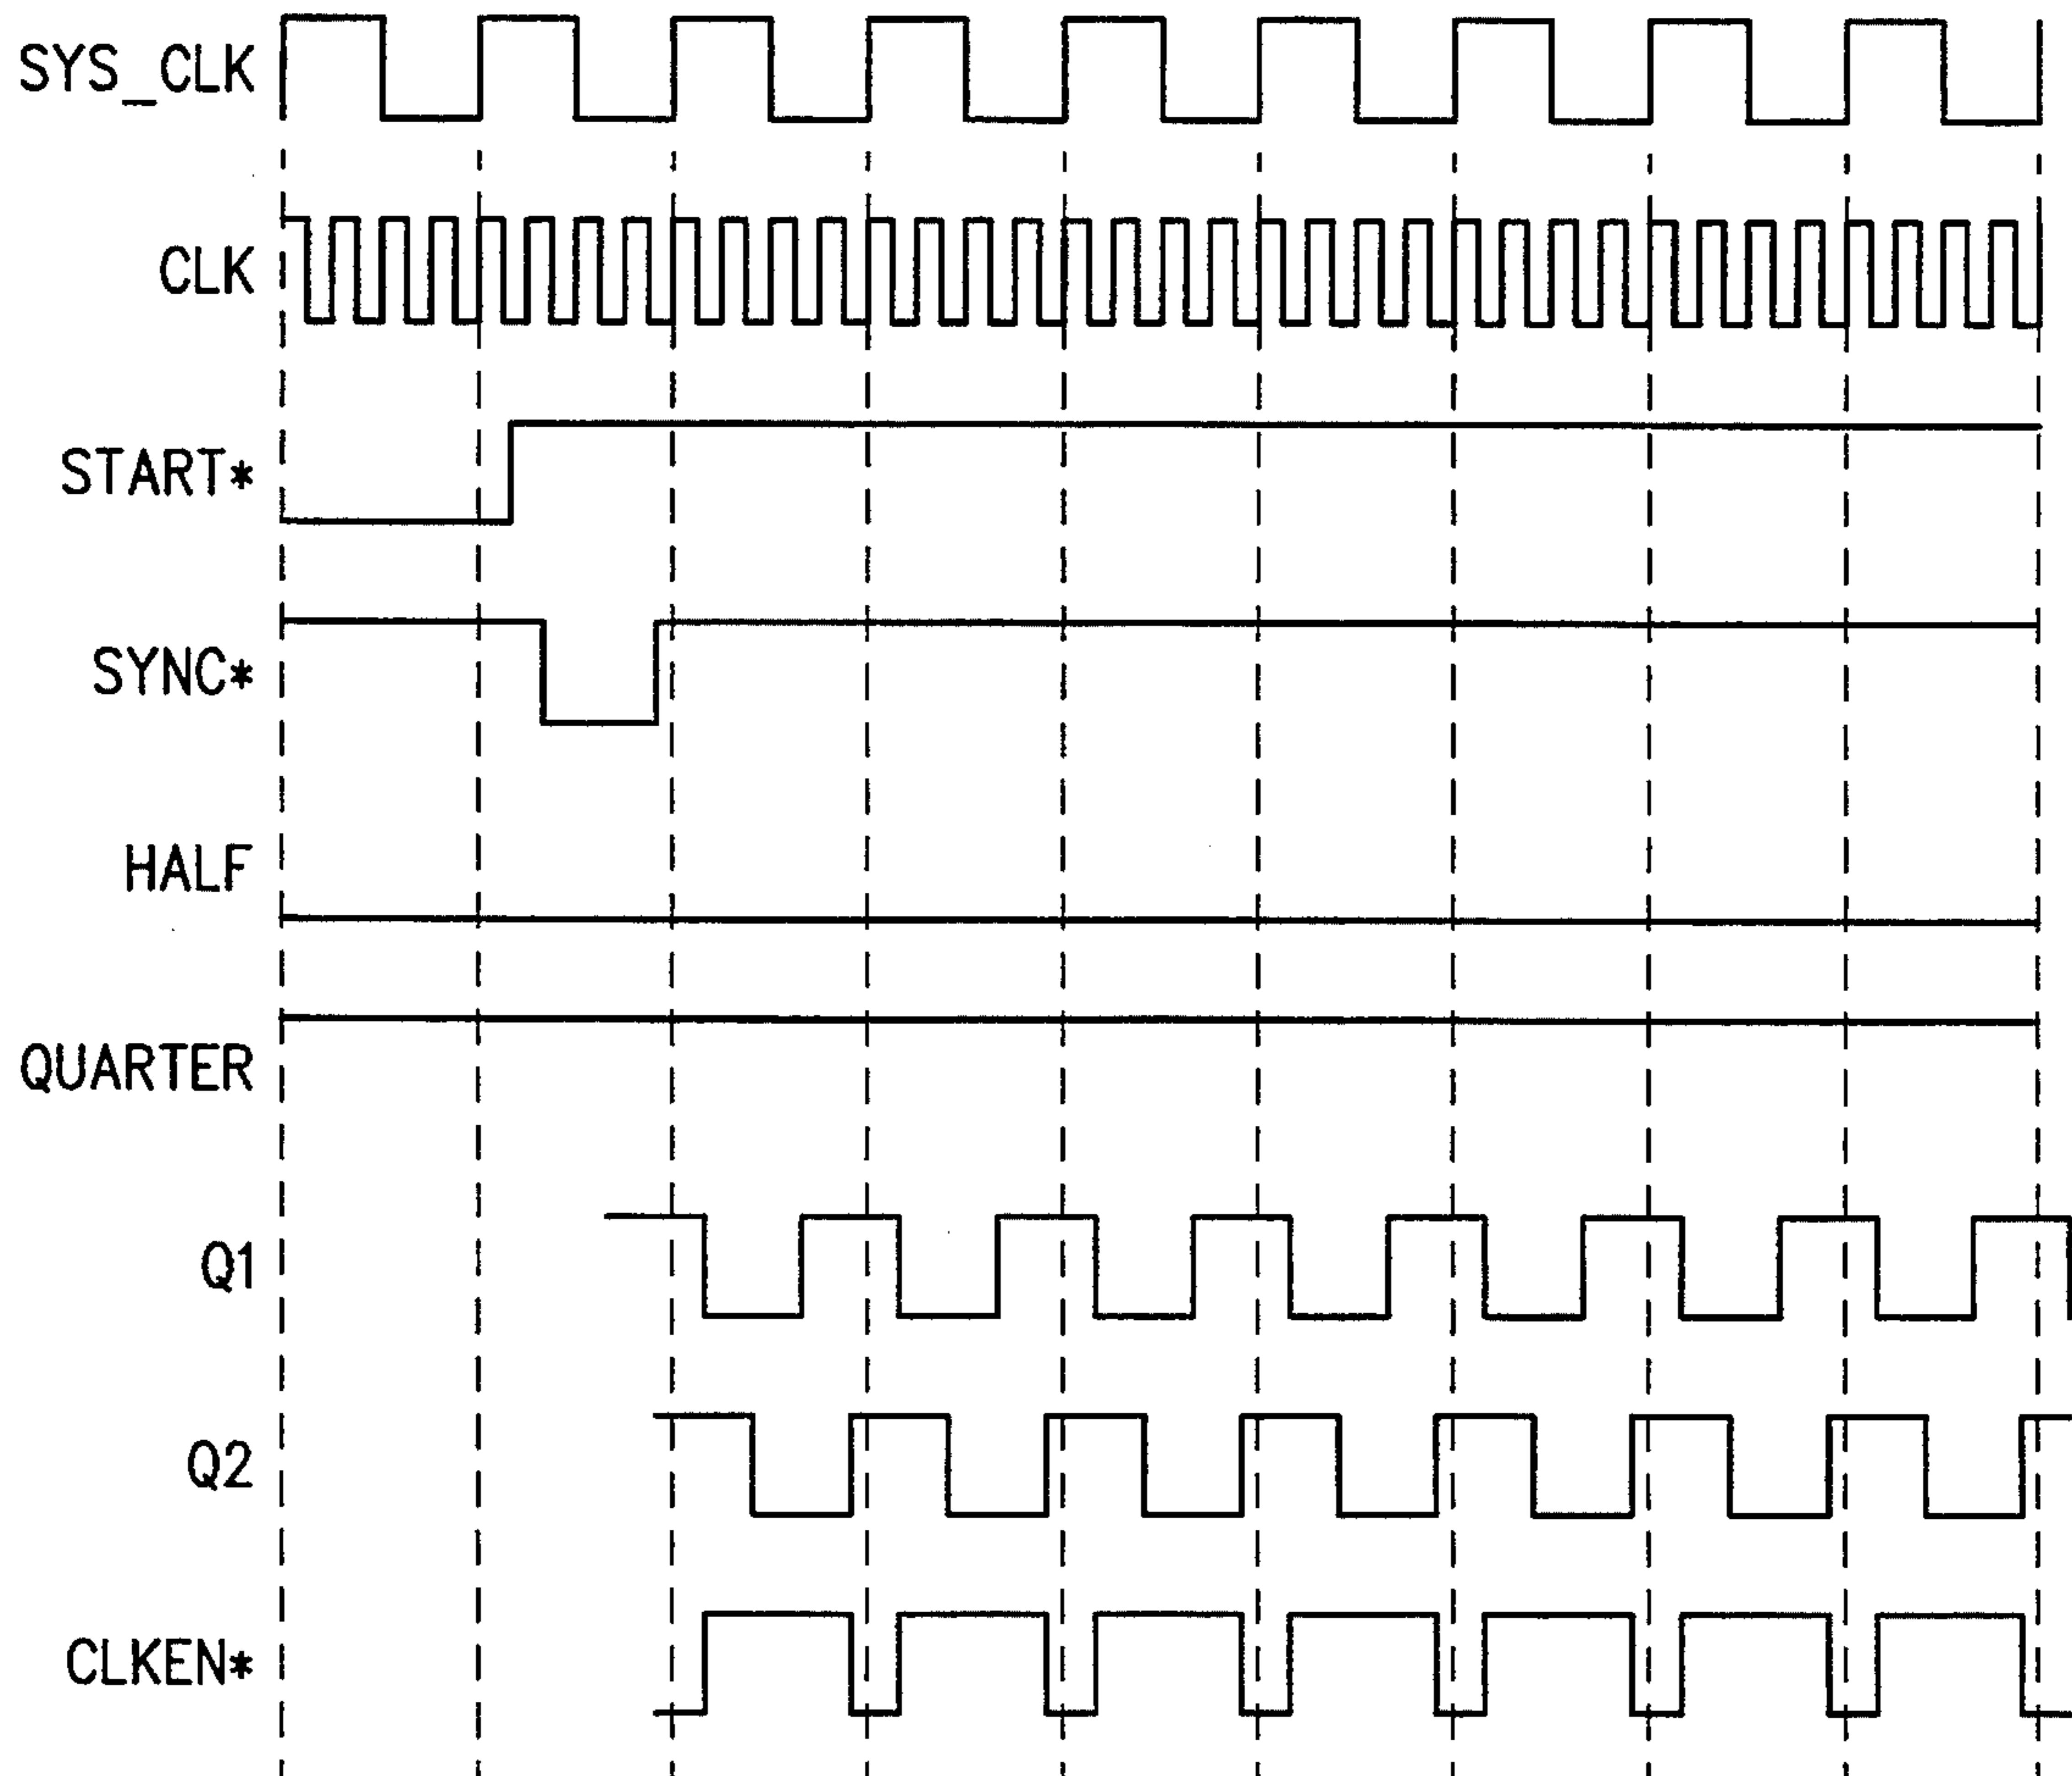 SYS_CLK
CLK
START*
SYNC*
HALF
QUARTER
Q1
Q2
CLKEN*